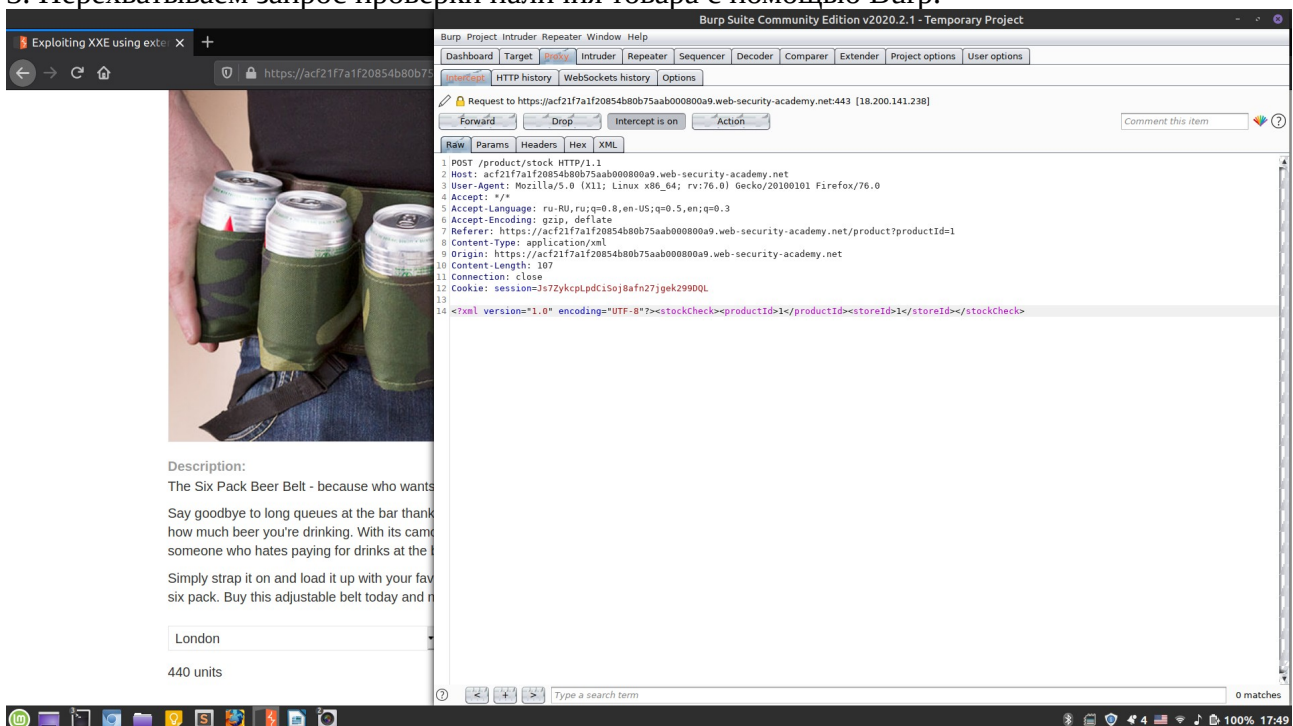 3. Перехватываем запрос проверки наличия товара с помощью Burp.
Burp Suite Community Edition v2020.2.1 - Temporary Project
Exploiting XXE using exte
Burp Project Intruder Repeater Window Help
Dashboard Target Proxy Intruder Repeater Sequencer Decoder Comparer Extender Project options User options
https://acf21f7a1f20854b80b75
Intercept HTTP history WebSockets history Options
Request to https://acf21f7a1f20854b80b75aab000800a9.web-security-academy.net:443 [18.200.141.238]
Forward Drop Intercept is on Action Comment this item
Raw Params Headers Hex XML
1 POST /product/stock HTTP/1.1
2 Host: acf21f7a1f20854b80b75aab000800a9.web-security-academy.net
3 User-Agent: Mozilla/5.0 (X11; Linux x86_64; rv:76.0) Gecko/20100101 Firefox/76.0
4 Accept: */*
5 Accept-Language: ru-RU,ru;q=0.8,en-US;q=0.5,en;q=0.3
6 Accept-Encoding: gzip, deflate
7 Referer: https://acf21f7a1f20854b80b75aab000800a9.web-security-academy.net/product?productId=1
8 Content-Type: application/xml
9 Origin: https://acf21f7a1f20854b80b75aab000800a9.web-security-academy.net
10 Content-Length: 107
11 Connection: close
12 Cookie: session=Js7ZykcpLpdCiSoj8afn27jgek299DQL
13
14 <?xml version="1.0" encoding="UTF-8"?><stockCheck><productId>1</productId><storeId>1</storeId></stockCheck>
Description:
The Six Pack Beer Belt - because who wants
Say goodbye to long queues at the bar thank
how much beer you're drinking. With its camo
someone who hates paying for drinks at the b
Simply strap it on and load it up with your fav
six pack. Buy this adjustable belt today and
London
440 units
Type a search term
0 matches
4 100% 17:49